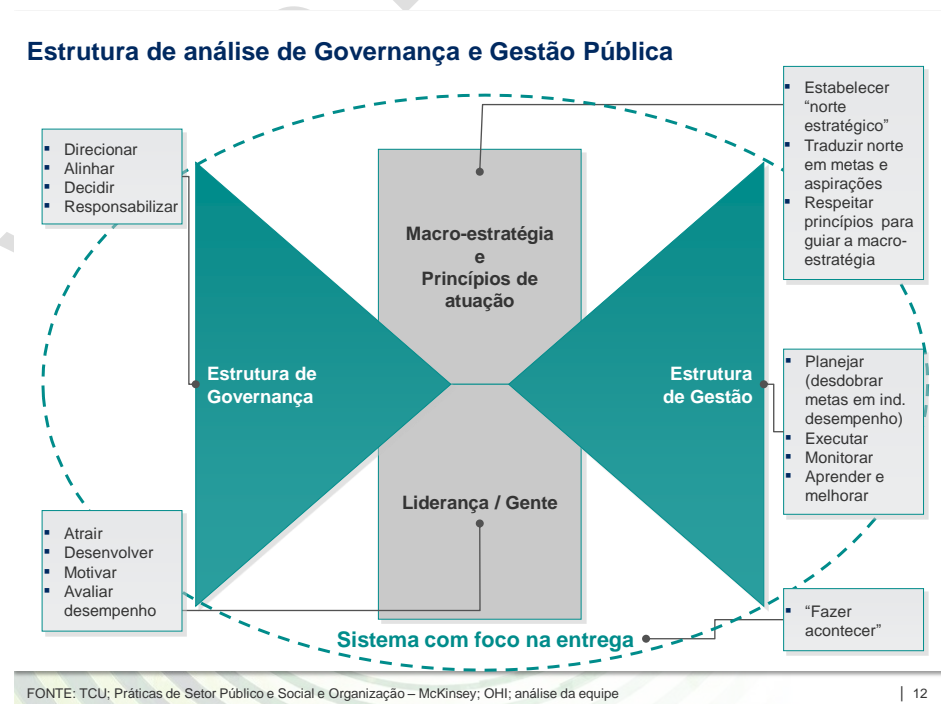 Estrutura de análise de Governança e Gestão Pública
▪ Direcionar
▪ Alinhar
▪ Decidir
▪ Responsabilizar
▪ Estabelecer
“norte
estratégico”
▪ Traduzir norte
em metas e
aspirações
▪ Respeitar
princípios para
guiar a macro-
estratégia
Macro-estratégia
e
Princípios de
atuação
Estrutura de
Governança
Estrutura
de Gestão
▪ Planejar
(desdobrar
metas em ind.
desempenho)
▪ Executar
▪ Monitorar
▪ Aprender e
melhorar
Liderança / Gente
▪ Atrair
▪ Desenvolver
▪ Motivar
▪ Avaliar
desempenho
▪ “Fazer
acontecer”
Sistema com foco na entrega
FONTE: TCU; Práticas de Setor Público e Social e Organização – McKinsey; OHI; análise da equipe
| 12